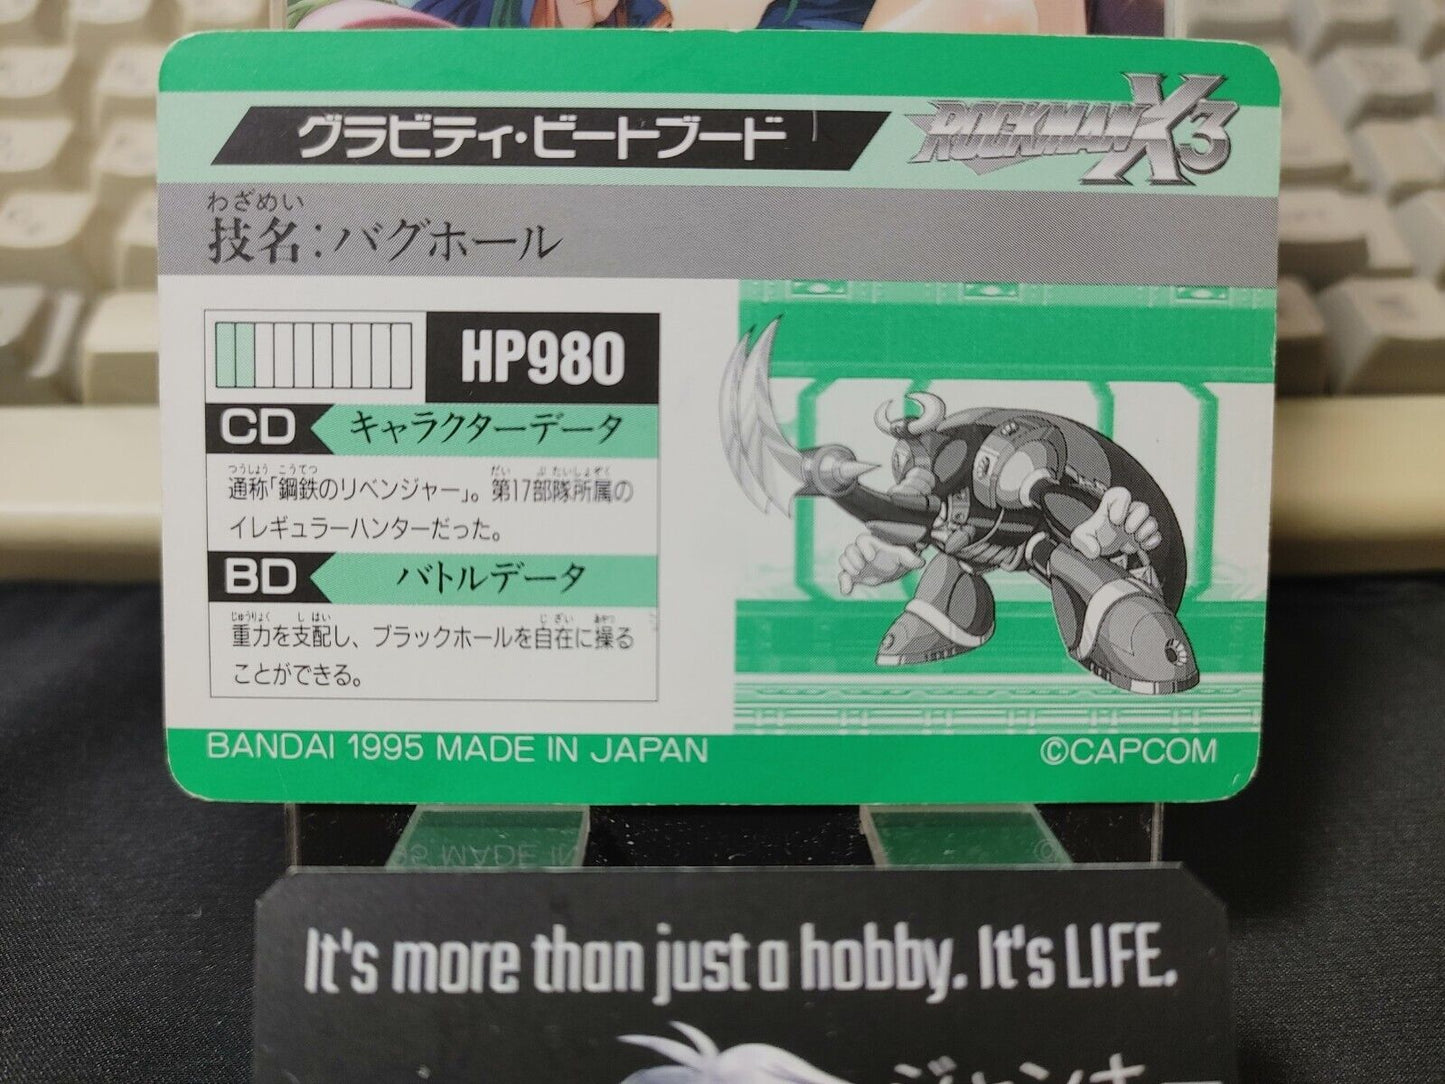 グラビティ・ビートブード
ROCKMAN X3
わざめい
技名：バグホール
HP980
CD キャラクターデータ
つうしょう こうてつ だい ぶ たいしょぞく
通称「鋼鉄のリベンジャー」。第17部隊所属の
イレギュラーハンターだった。
BD バトルデータ
じゅうりょく し はい じ ざい あやつ
重力を支配し、ブラックホールを自在に操る
ことができる。
BANDAI 1995 MADE IN JAPAN
©CAPCOM
It's more than just a hobby. It's LIFE.